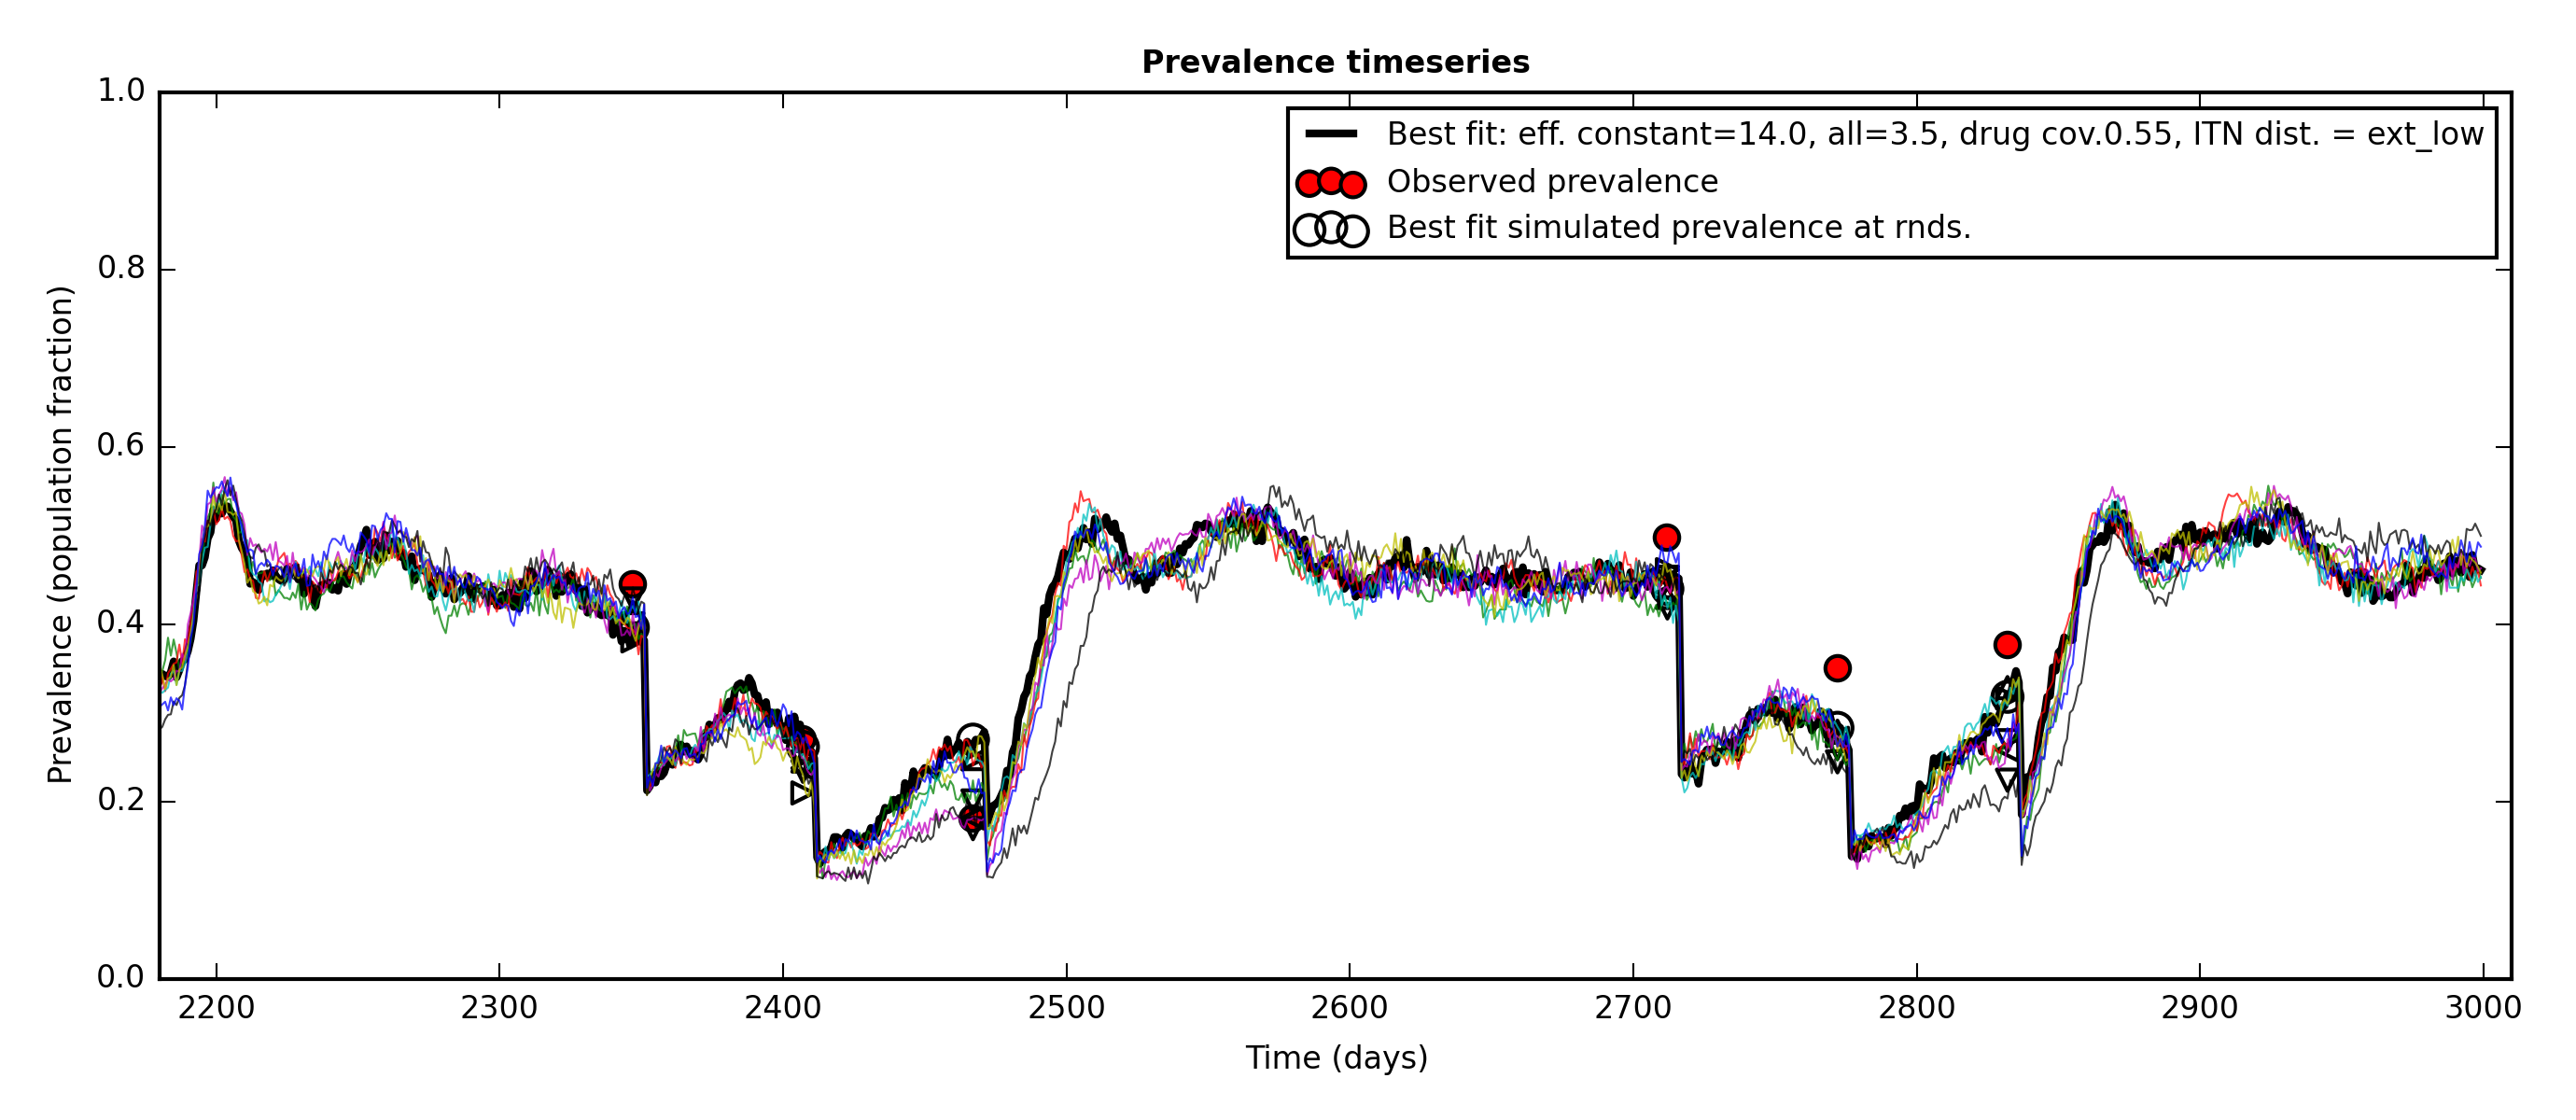 Prevalence timeseries
Best fit: eff. constant=14.0, all=3.5, drug cov.0.55, ITN dist. = ext_low
Observed prevalence
Best fit simulated prevalence at rnds.
Prevalence (population fraction)
1.0
0.8
0.6
0.4
0.2
0.0
2200 2300 2400 2500 2600 2700 2800 2900 3000
Time (days)